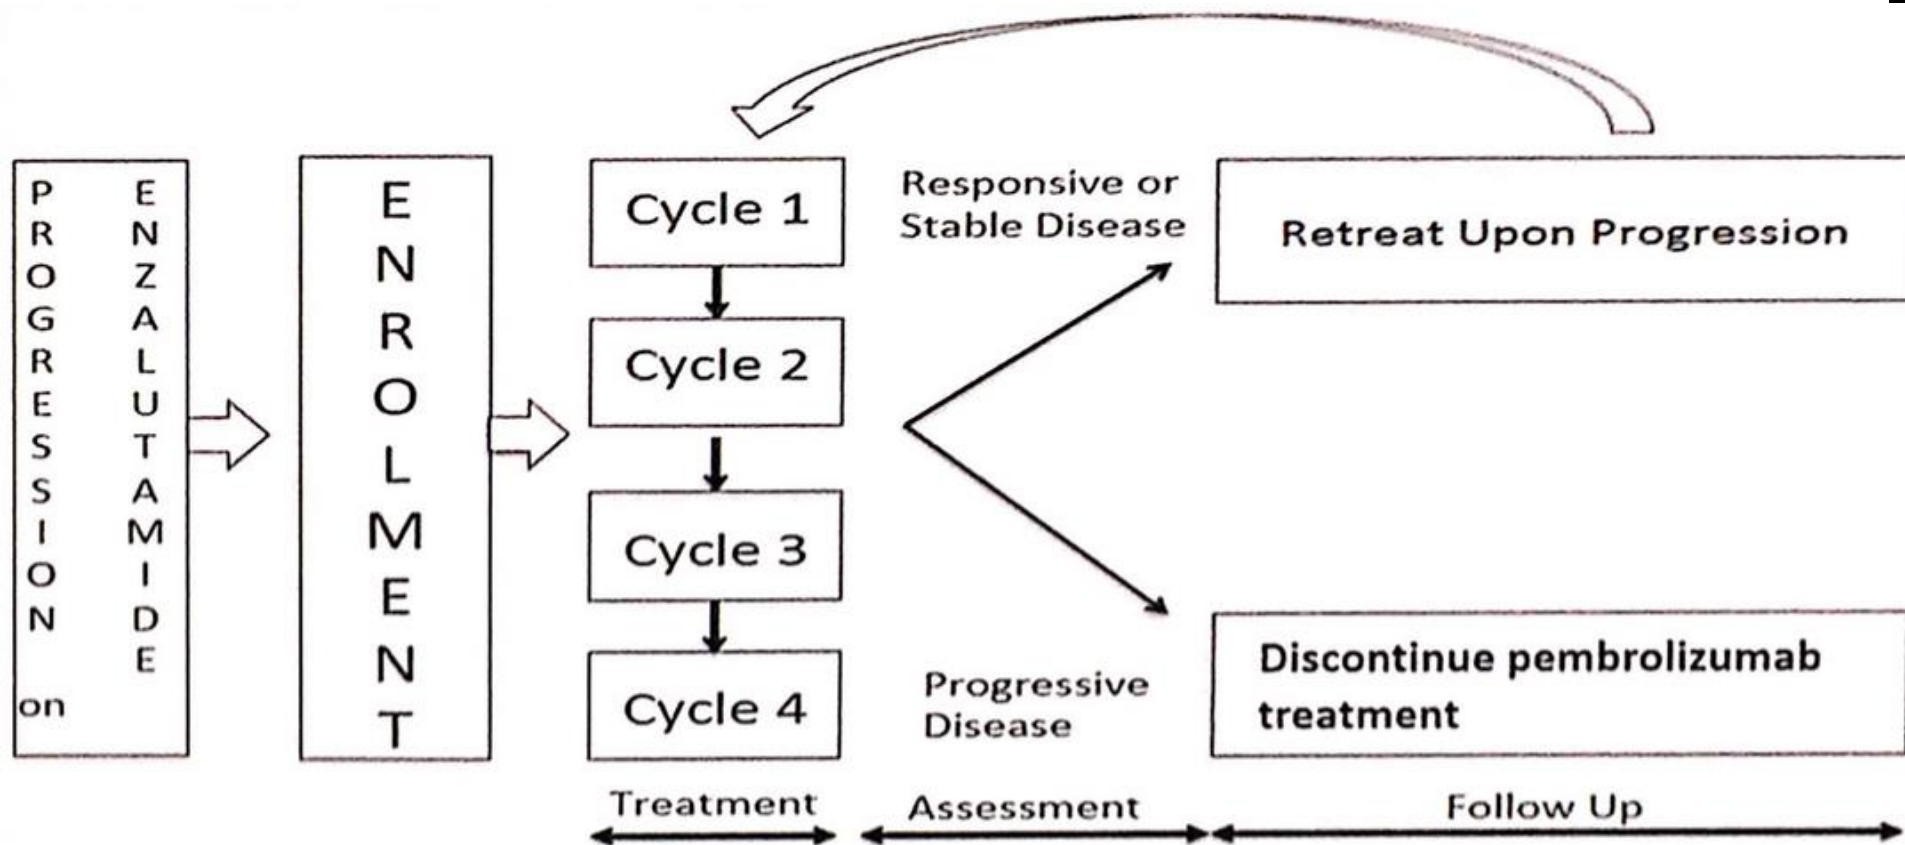 PROGRESSION
on
ENZALUTAMIDE
ENROLMENT
Cycle 1
Cycle 2
Cycle 3
Cycle 4
Responsive or
Stable Disease
Progressive
Disease
Retreat Upon Progression
Discontinue pembrolizumab
treatment
Treatment
Assessment
Follow Up